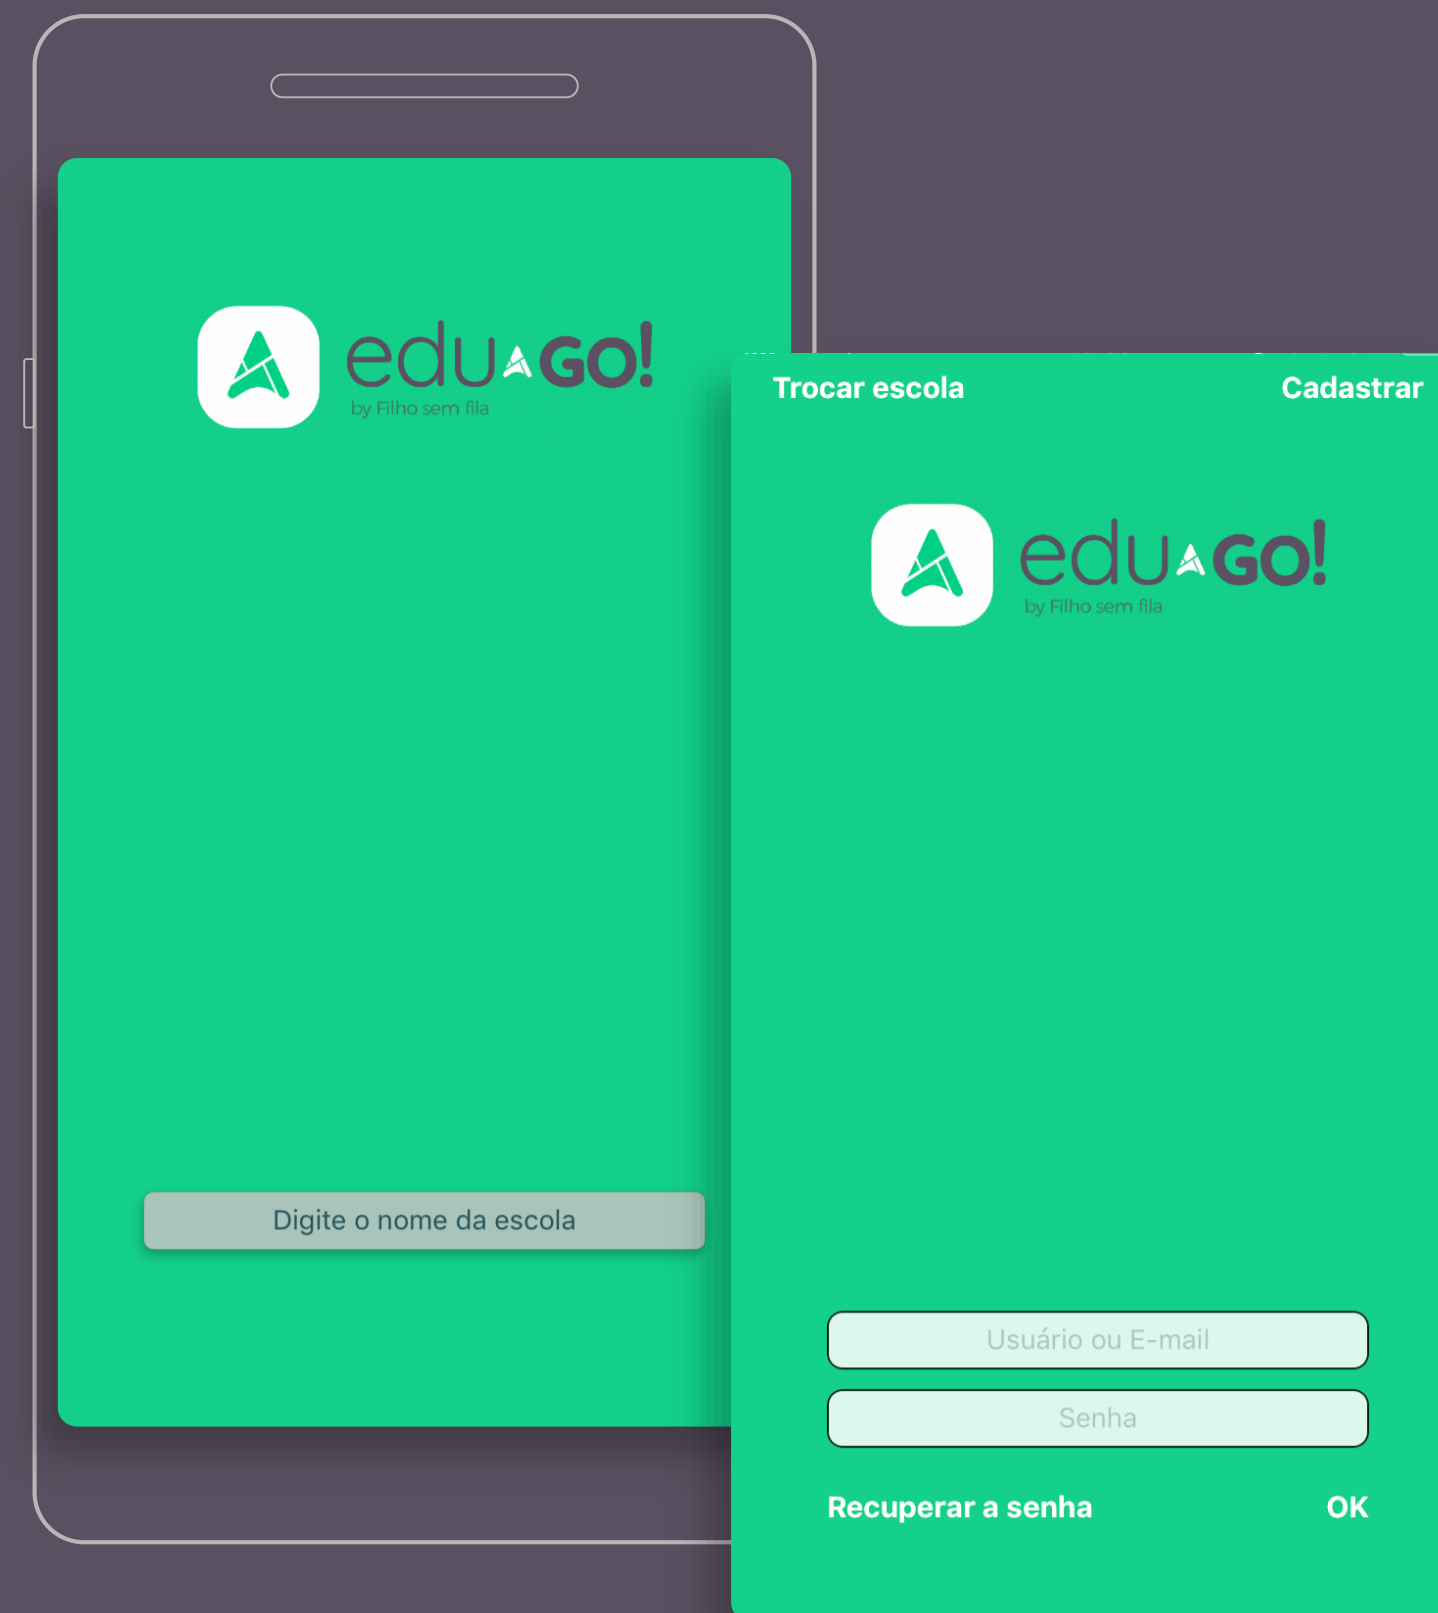 edu GO!
by Filho sem fila
Digite o nome da escola
Trocar escola
Cadastrar
edu GO!
by Filho sem fila
Usuário ou E-mail
Senha
Recuperar a senha
OK